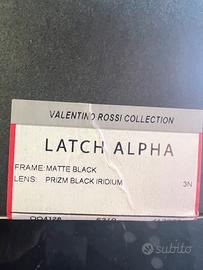 VALENTINO ROSSI COLLECTION
LATCH ALPHA
FRAME: MATTE BLACK
LENS: PRIZM BLACK IRIDIUM 3N
subito